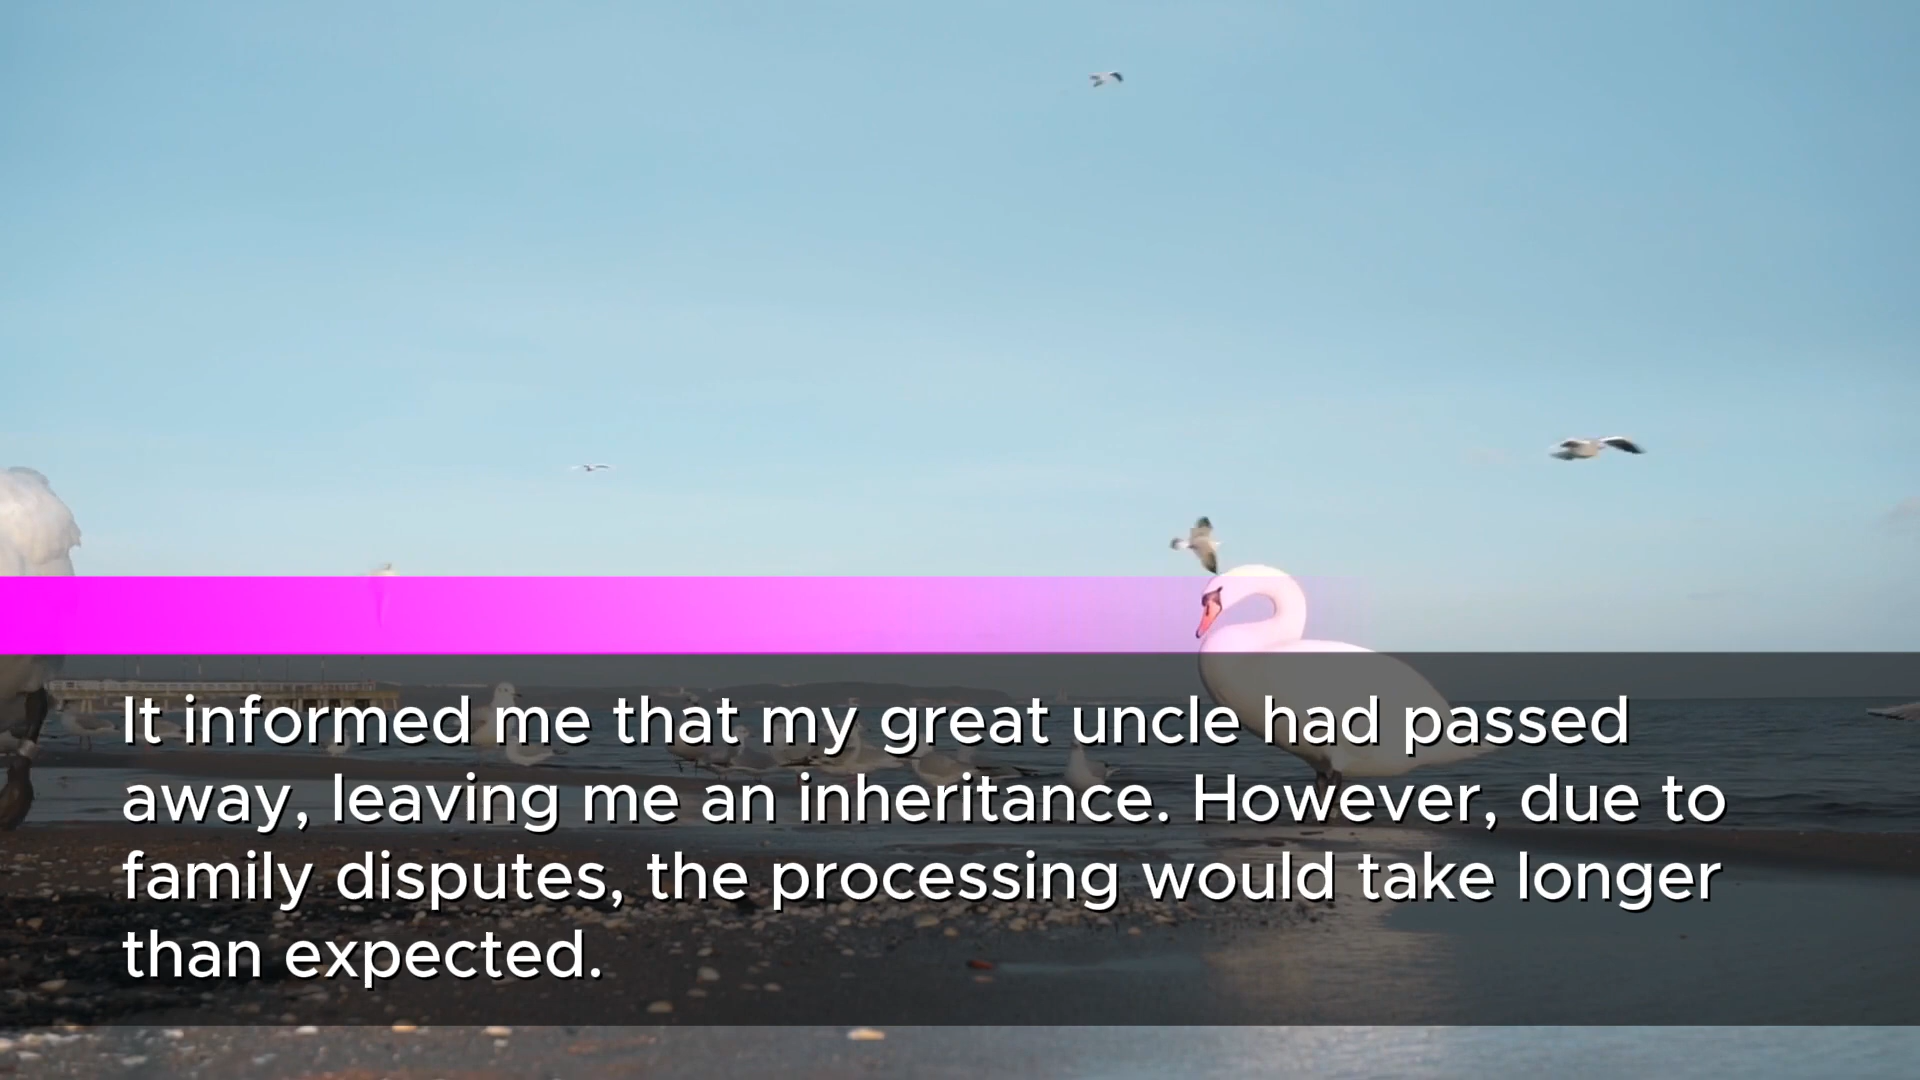 It informed me that my great uncle had passed
away, leaving me an inheritance. However, due to
family disputes, the processing would take longer
than expected.